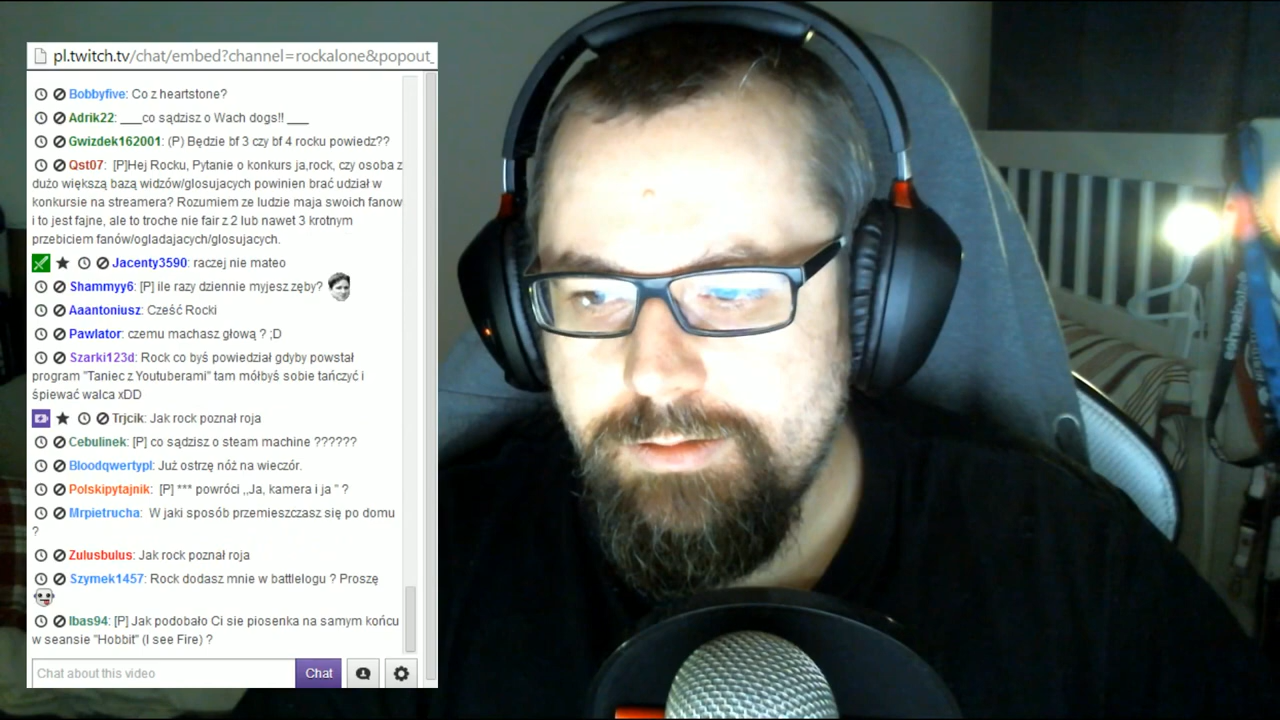 pl.twitch.tv/chat/embed?channel=rockalone&popout_
Bobbyfive: Co z heartstone?
Adrik22: ____co sądzisz o Wach dogs!! ____
Gwizdek162001: (P) Będzie bf 3 czy bf 4 rocku powiedz??
Qst07: [P]Hej Rocku, Pytanie o konkurs ja,rock, czy osoba z
dużo większą bazą widzów/glosujacych powinien brać udział w
konkursie na streamera? Rozumiem ze ludzie maja swoich fanow
i to jest fajne, ale to troche nie fair z 2 lub nawet 3 krotnym
przebiciem fanów/ogladajacych/glosujacych.
Jacenty3590: raczej nie mateo
Shammyy6: [P] ile razy dziennie myjesz zęby?
Aaantoniusz: Cześć Rocki
Pawlator: czemu machasz głową ? ;D
Szarki123d: Rock co byś powiedział gdyby powstał
program "Taniec z Youtuberami" tam mółbyś sobie tańczyć i
śpiewać walca xDD
Trjcik: Jak rock poznał roja
Cebulinek: [P] co sądzisz o steam machine ??????
Bloodqwertypl: Już ostrzę nóż na wieczór.
Polskipytajnik: [P] *** powróci ,,Ja, kamera i ja " ?
Mrpietrucha: W jaki sposób przemieszczasz się po domu
?
Zulusbulus: Jak rock poznał roja
Szymek1457: Rock dodasz mnie w battlelogu ? Proszę
Ibas94: [P] Jak podobało Ci sie piosenka na samym końcu
w seansie "Hobbit" (I see Fire) ?
Chat about this video
Chat